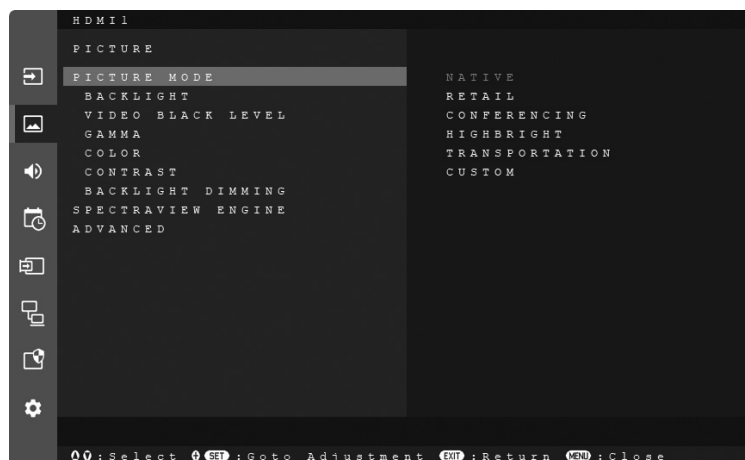 HDMI1
PICTURE
PICTURE MODE
BACKLIGHT
VIDEO BLACK LEVEL
GAMMA
COLOR
CONTRAST
BACKLIGHT DIMMING
SPECTRAVIEW ENGINE
ADVANCED
NATIVE
RETAIL
CONFERENCING
HIGHBRIGHT
TRANSPORTATION
CUSTOM
:Select SET :Goto Adjustment EXIT :Return MENU :Close